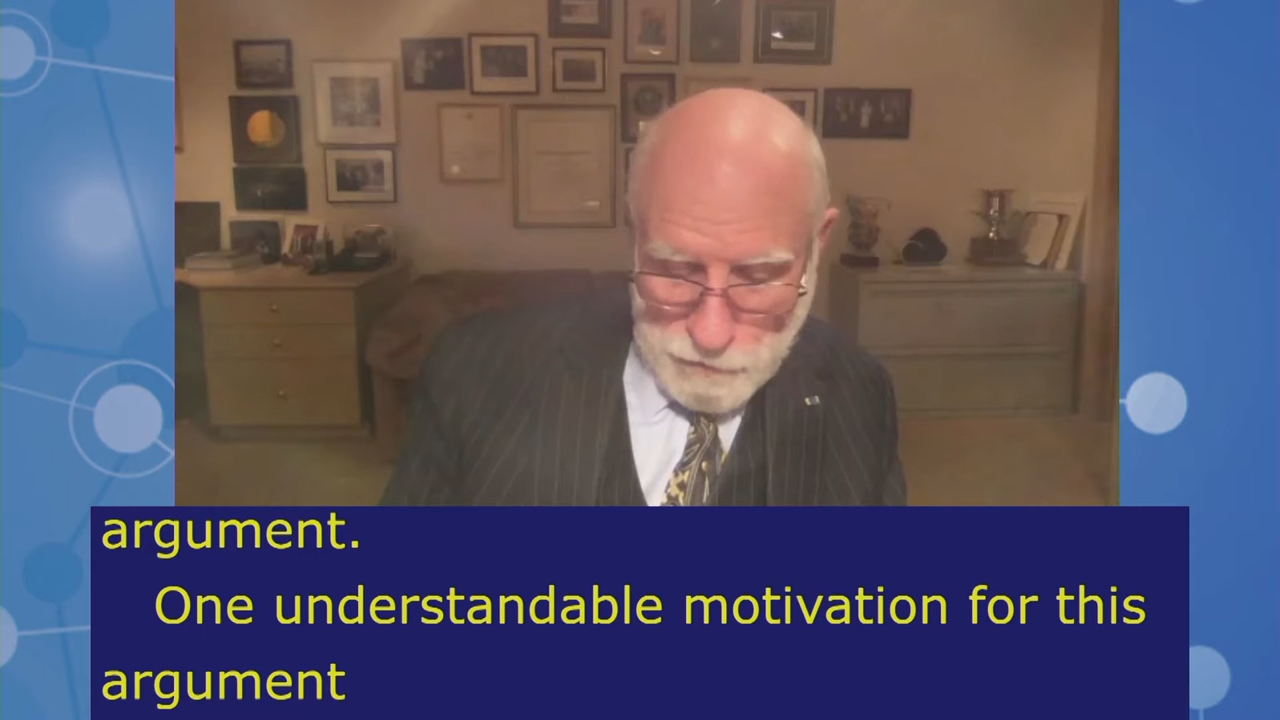 argument.
One understandable motivation for this
argument